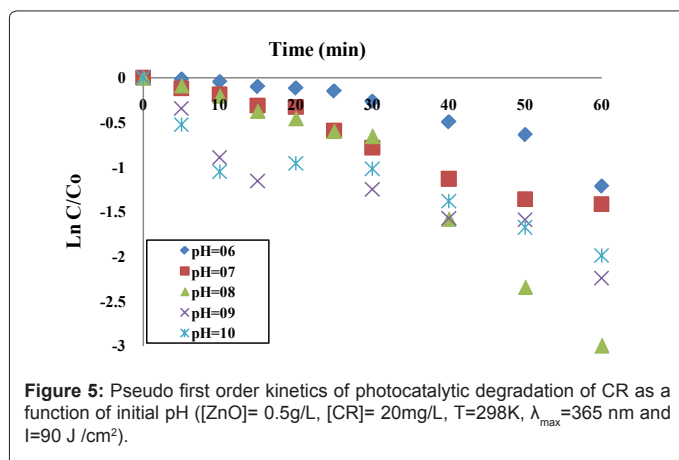 Time (min)
0
0 10 20 30 40 50 60
-0.5
-1
-1.5
-2
-2.5
-3
Ln C/Co
pH=06
pH=07
pH=08
pH=09
pH=10
Figure 5: Pseudo first order kinetics of photocatalytic degradation of CR as a
function of initial pH ([ZnO]= 0.5g/L, [CR]= 20mg/L, T=298K, λmax=365 nm and
I=90 J /cm²).